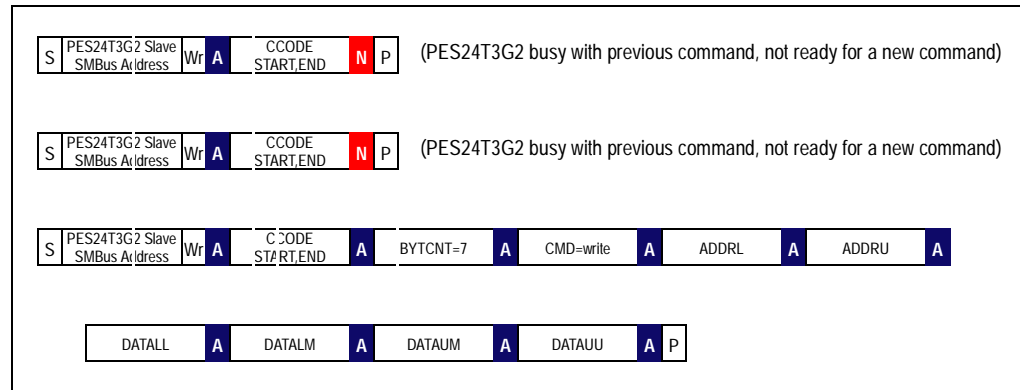 S PES24T3G2 Slave SMBus Address Wr A CCODE START,END N P (PES24T3G2 busy with previous command, not ready for a new command)
S PES24T3G2 Slave SMBus Address Wr A CCODE START,END N P (PES24T3G2 busy with previous command, not ready for a new command)
S PES24T3G2 Slave SMBus Address Wr A CCODE START,END A BYTCNT=7 A CMD=write A ADDRL A ADDRU A
DATALL A DATALM A DATAUM A DATAUU A P